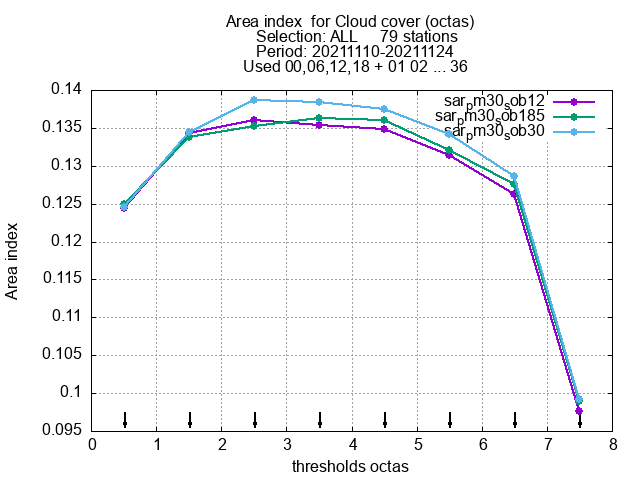 Area index  for Cloud cover (octas)
Selection: ALL     79 stations
Period: 20211110-20211124
Used 00,06,12,18 + 01 02 ... 36
sar_pm30_sob12
sar_pm30_sob185
sar_pm30_sob30
0.14
0.135
0.13
0.125
0.12
0.115
0.11
0.105
0.1
0.095
Area index
0 1 2 3 4 5 6 7 8
thresholds octas